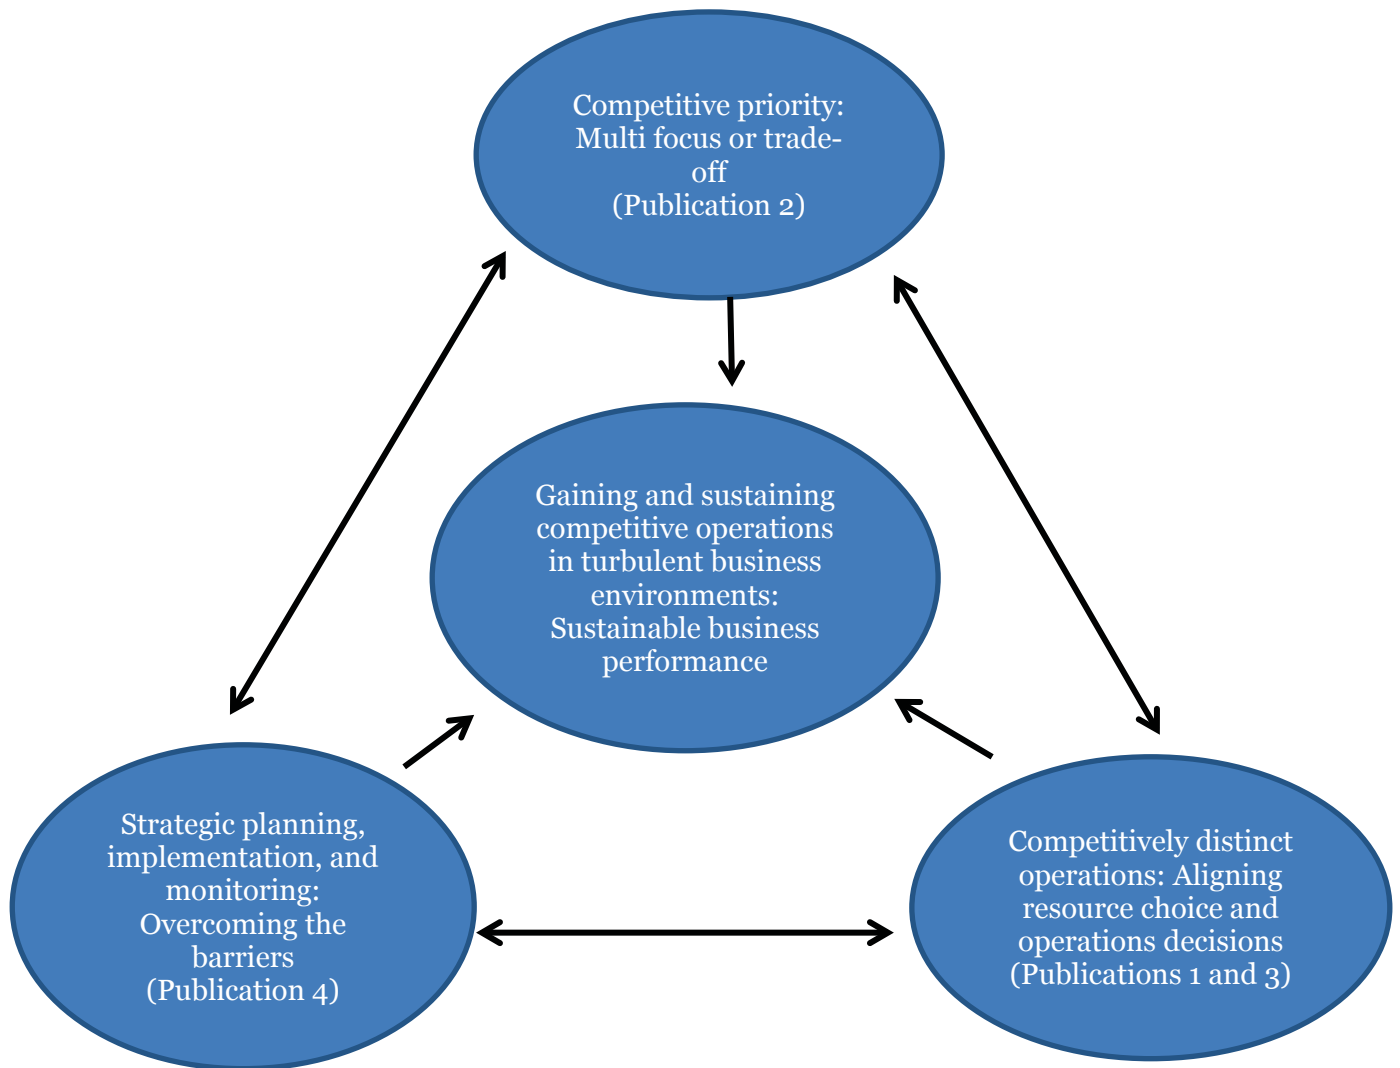 Competitive priority:
Multi focus or trade-
off
(Publication 2)
Gaining and sustaining
competitive operations
in turbulent business
environments:
Sustainable business
performance
Strategic planning,
implementation, and
monitoring:
Overcoming the
barriers
(Publication 4)
Competitively distinct
operations: Aligning
resource choice and
operations decisions
(Publications 1 and 3)